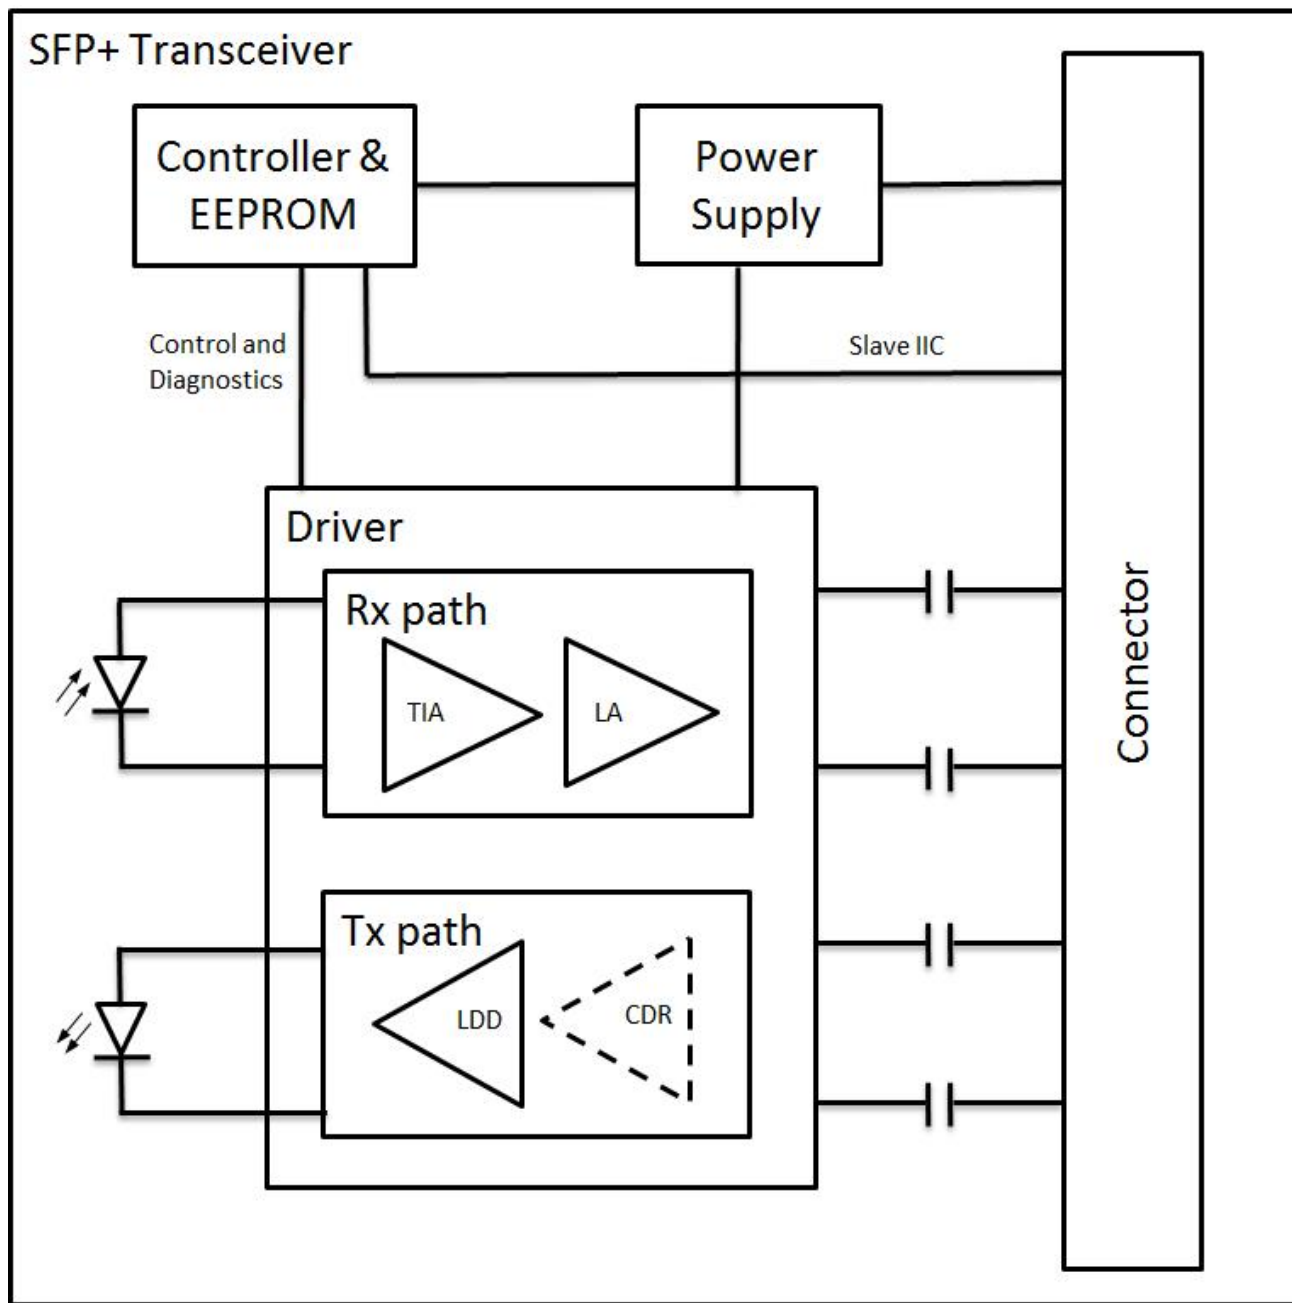 SFP+ Transceiver
Controller &
EEPROM
Power
Supply
Control and
Diagnostics
Slave IIC
Driver
Rx path
TIA
LA
Connector
Tx path
LDD
CDR